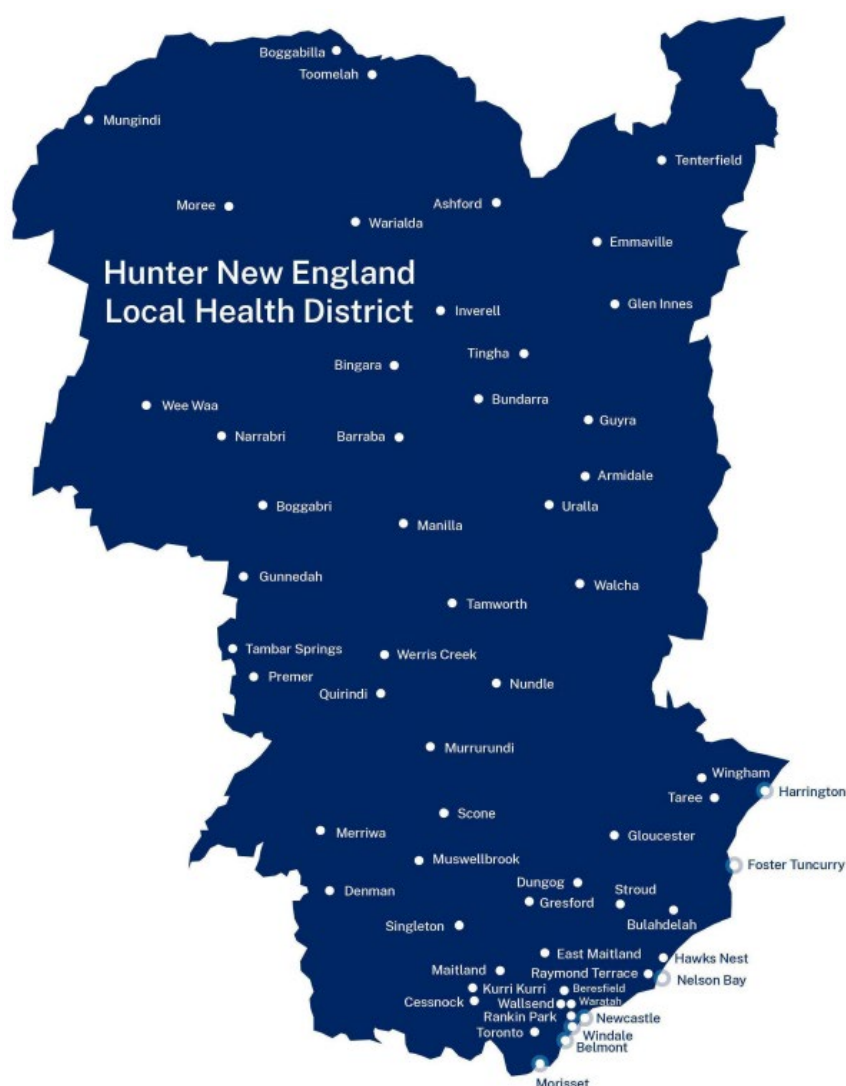 Boggabilla
Toomelah
Mungindi
Tenterfield
Moree
Ashford
Warialda
Emmaville
Hunter New England
Local Health District
Inverell
Glen Innes
Tingha
Bingara
Bundarra
Wee Waa
Guyra
Narrabri
Barraba
Armidale
Boggabri
Uralla
Manilla
Gunnedah
Walcha
Tamworth
Tambar Springs
Werris Creek
Premer
Nundle
Quirindi
Murrurundi
Wingham
Harrington
Taree
Scone
Merriwa
Gloucester
Muswellbrook
Foster Tuncurry
Dungog
Stroud
Denman
Gresford
Bulahdelah
Singleton
East Maitland
Hawks Nest
Maitland
Raymond Terrace
Nelson Bay
Kurri Kurri
Beresfield
Cessnock
Wallsend
Waratah
Rankin Park
Newcastle
Toronto
Windale
Belmont
Morisset